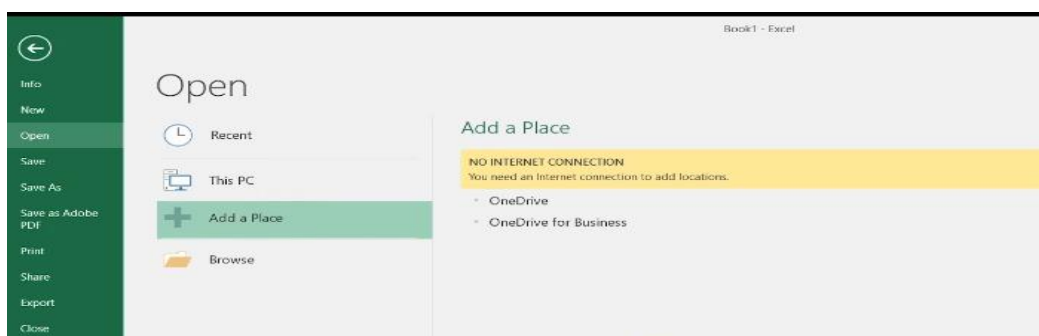 Book1 - Excel
Info
New
Open
Save
Save As
Save as Adobe
PDF
Print
Share
Export
Close
Open
Recent
This PC
Add a Place
Browse
Add a Place
NO INTERNET CONNECTION
You need an Internet connection to add locations.
OneDrive
OneDrive for Business